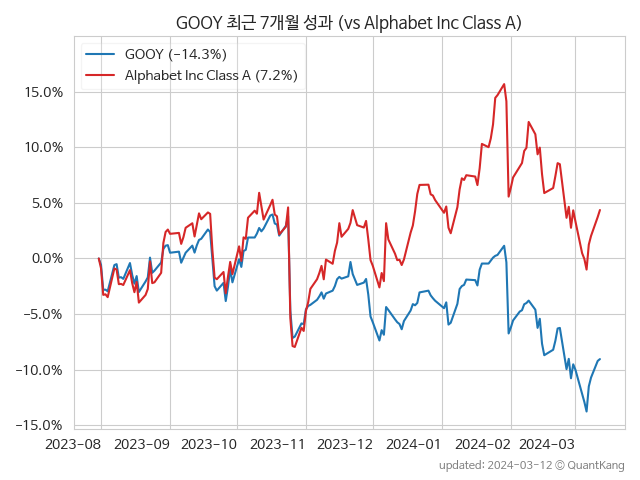 GOOY 최근 7개월 성과 (vs Alphabet Inc Class A)
GOOY (−14.3%)
Alphabet Inc Class A (7.2%)
15.0%
10.0%
5.0%
0.0%
−5.0%
−10.0%
−15.0%
2023−08 2023−09 2023−10 2023−11 2023−12 2024−01 2024−02 2024−03
updated: 2024−03−12 © QuantKang